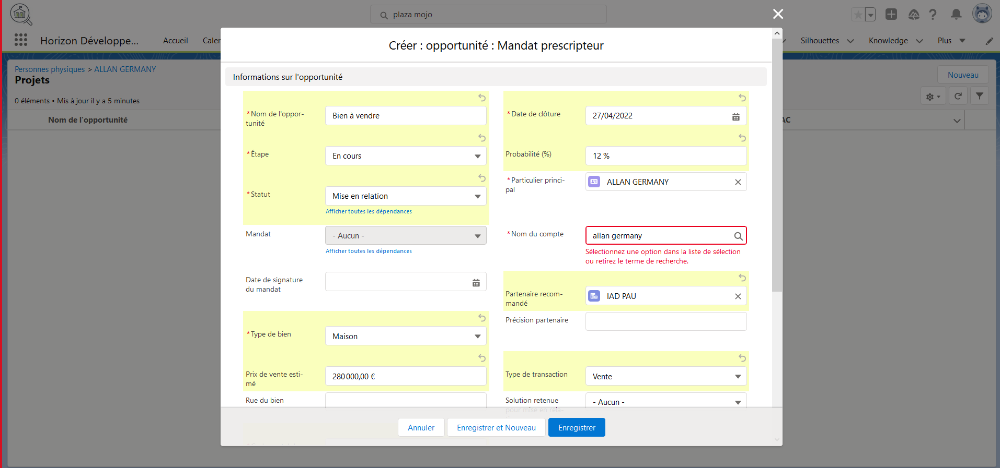 plaza mojo
Horizon Développe...
Accueil
Caler
Silhouettes
Knowledge
Plus
Personnes physiques > ALLAN GERMANY
Projets
0 éléments • Mis à jour il y a 5 minutes
Nouveau
Nom de l'opportunité
AC
Créer : opportunité : Mandat prescripteur
Informations sur l'opportunité
*Nom de l'oppor-
tunité
Bien à vendre
*Date de clôture
27/04/2022
*Étape
En cours
Probabilité (%)
12 %
*Statut
Mise en relation
Afficher toutes les dépendances
*Particulier princi-
pal
ALLAN GERMANY
Mandat
- Aucun -
Afficher toutes les dépendances
*Nom du compte
allan germany
Sélectionnez une option dans la liste de sélection
ou retirez le terme de recherche.
Date de signature
du mandat
Partenaire recom-
mandé
IAD PAU
Précision partenaire
*Type de bien
Maison
Prix de vente esti-
mé
280 000,00 €
Type de transaction
Vente
Rue du bien
Solution retenue
pour mise en rela-
- Aucun -
Annuler
Enregistrer et Nouveau
Enregistrer